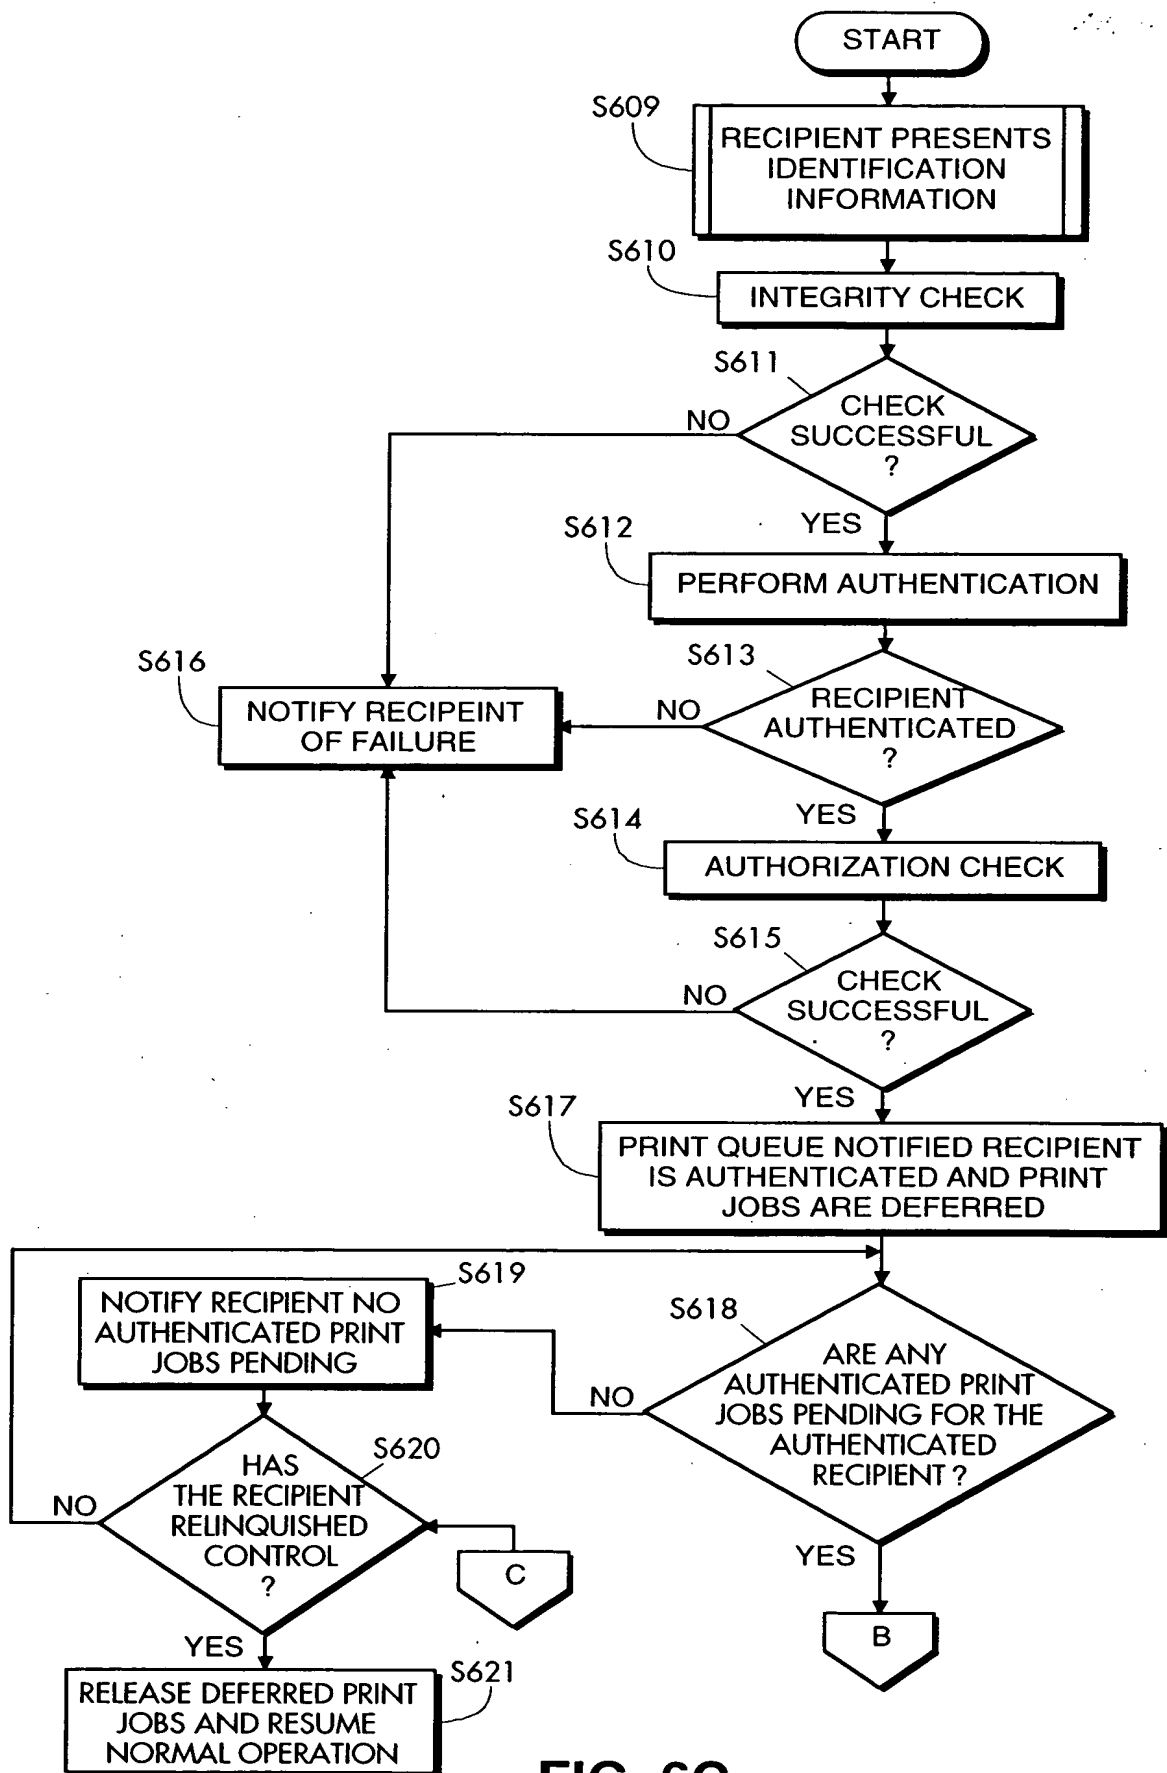 START
S609
RECIPIENT PRESENTS
IDENTIFICATION
INFORMATION
S610
INTEGRITY CHECK
S611
CHECK
SUCCESSFUL
?
NO
YES
S612
PERFORM AUTHENTICATION
S613
RECIPIENT
AUTHENTICATED
?
NO
S616
NOTIFY RECIPEINT
OF FAILURE
YES
S614
AUTHORIZATION CHECK
S615
CHECK
SUCCESSFUL
?
NO
YES
S617
PRINT QUEUE NOTIFIED RECIPIENT
IS AUTHENTICATED AND PRINT
JOBS ARE DEFERRED
S618
ARE ANY
AUTHENTICATED PRINT
JOBS PENDING FOR THE
AUTHENTICATED
RECIPIENT ?
NO
YES
B
S619
NOTIFY RECIPIENT NO
AUTHENTICATED PRINT
JOBS PENDING
S620
HAS
THE RECIPIENT
RELINQUISHED
CONTROL
?
NO
C
YES
S621
RELEASE DEFERRED PRINT
JOBS AND RESUME
NORMAL OPERATION
FIG.